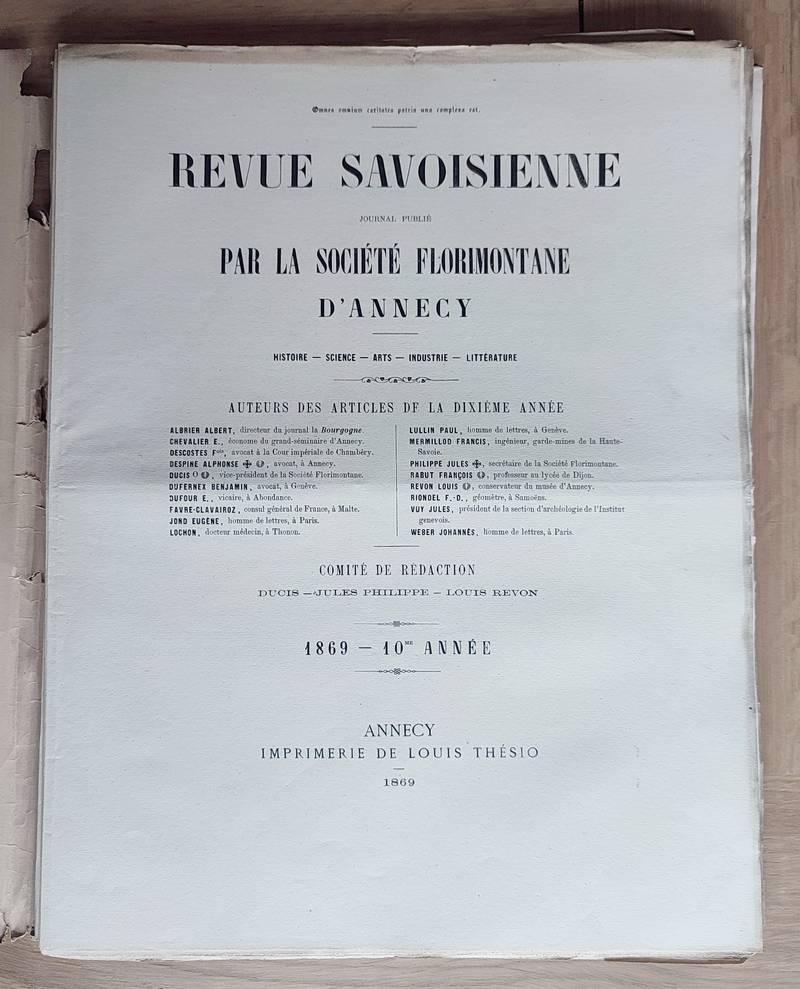 Omnes omnium caritates patria una complexa est.
REVUE SAVOISIENNE
JOURNAL PUBLIÉ
PAR LA SOCIÉTÉ FLORIMONTANE
D'ANNECY
HISTOIRE — SCIENCE — ARTS — INDUSTRIE — LITTÉRATURE
AUTEURS DES ARTICLES DE LA DIXIÈME ANNÉE
ALBRIER ALBERT, directeur du journal la Bourgogne.
CHEVALIER E., économe du grand-séminaire d'Annecy.
DESCOSTES Fois, avocat à la Cour impériale de Chambéry.
DESPINE ALPHONSE ✠, avocat, à Annecy.
DUCIS, vice-président de la Société Florimontane.
DUFERNEX BENJAMIN, avocat, à Genève.
DUFOUR E., vicaire, à Abondance.
FAVRE-CLAVAIROZ, consul général de France, à Malte.
JOND EUGÈNE, homme de lettres, à Paris.
LOCHON, docteur médecin, à Thonon.
LULLIN PAUL, homme de lettres, à Genève.
MERMILLOD FRANCIS, ingénieur, garde-mines de la Haute-
Savoie.
PHILIPPE JULES ✠, secrétaire de la Société Florimontane.
RABUT FRANÇOIS, professeur au lycée de Dijon.
REVON LOUIS, conservateur du musée d'Annecy.
RIONDEL F.-D., géomètre, à Samoëns.
VUY JULES, président de la section d'archéologie de l'Institut
genevois.
WEBER JOHANNÈS, homme de lettres, à Paris.
COMITÉ DE RÉDACTION
DUCIS — JULES PHILIPPE — LOUIS REVON
1869 — 10ME ANNÉE
ANNECY
IMPRIMERIE DE LOUIS THÉSIO
1869